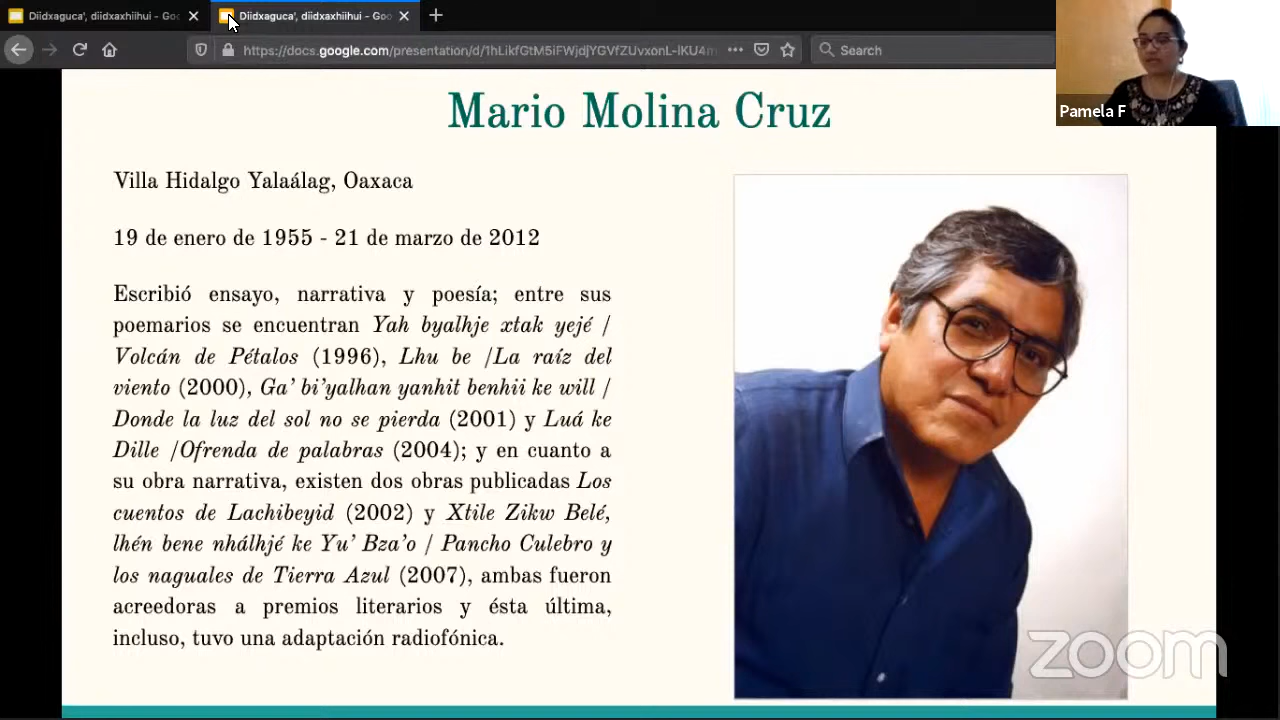 Diidxaguca', diidxaxhiihui - Goo
Diidxaguca', diidxaxhiihui - Goo
https://docs.google.com/presentation/d/1hLikfGtM5iFWjdjYGVfZUvxonL-lKU4m
Search
Pamela F
Mario Molina Cruz
Villa Hidalgo Yalaálag, Oaxaca
19 de enero de 1955 - 21 de marzo de 2012
Escribió ensayo, narrativa y poesía; entre sus
poemarios se encuentran Yah byalhje xtak yejé /
Volcán de Pétalos (1996), Lhu be /La raíz del
viento (2000), Ga’ bi’yalhan yanhit benhii ke will /
Donde la luz del sol no se pierda (2001) y Luá ke
Dille /Ofrenda de palabras (2004); y en cuanto a
su obra narrativa, existen dos obras publicadas Los
cuentos de Lachibeyid (2002) y Xtile Zikw Belé,
lhén bene nhálhjé ke Yu’ Bza’o / Pancho Culebro y
los naguales de Tierra Azul (2007), ambas fueron
acreedoras a premios literarios y ésta última,
incluso, tuvo una adaptación radiofónica.
zoom